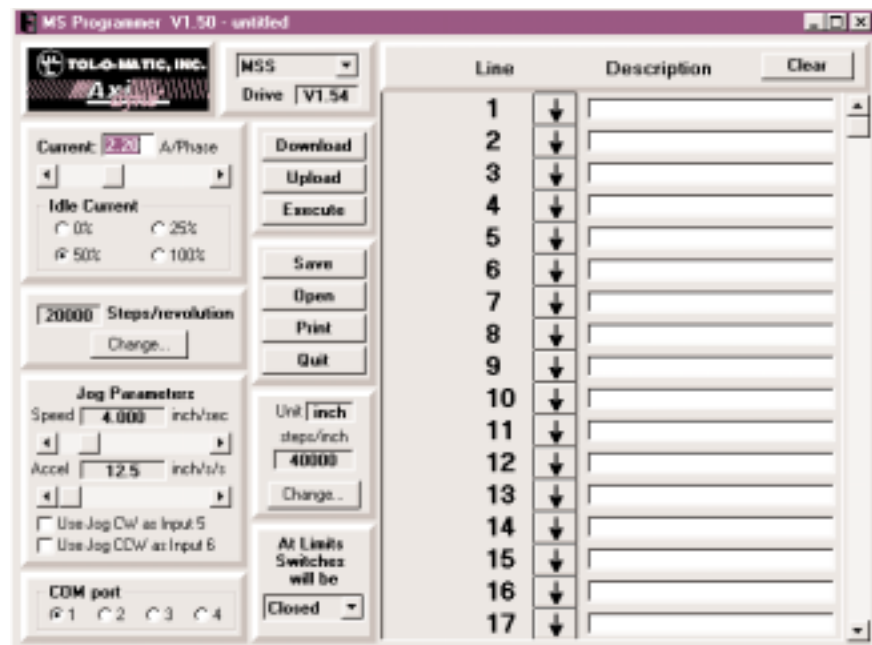 MS Programmer V1.50 - untitled
TOL-O-MATIC, INC.
Axi
MSS
Drive V1.54
Line Description Clear
Current: 2.20 A/Phase
Idle Current
0% 25%
50% 100%
20000 Steps/revolution
Change...
Jog Parameters
Speed 4.000 inch/sec
Accel 12.5 inch/s/s
Use Jog CW as Input 5
Use Jog CCW as Input 6
COM port
1 2 3 4
Download
Upload
Execute
Save
Open
Print
Quit
Unit inch
steps/inch
40000
Change...
At Limits
Switches
will be
Closed
1
2
3
4
5
6
7
8
9
10
11
12
13
14
15
16
17